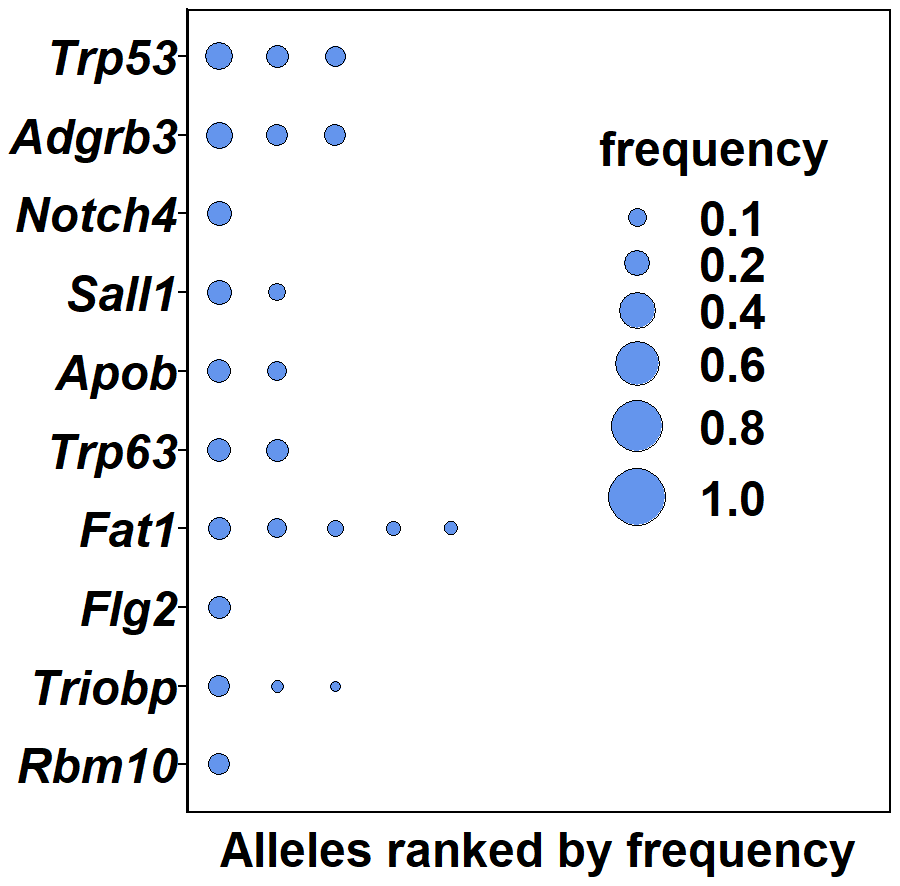 Trp53
Adgrb3
Notch4
Sall1
Apob
Trp63
Fat1
Flg2
Triobp
Rbm10
frequency
0.1
0.2
0.4
0.6
0.8
1.0
Alleles ranked by frequency